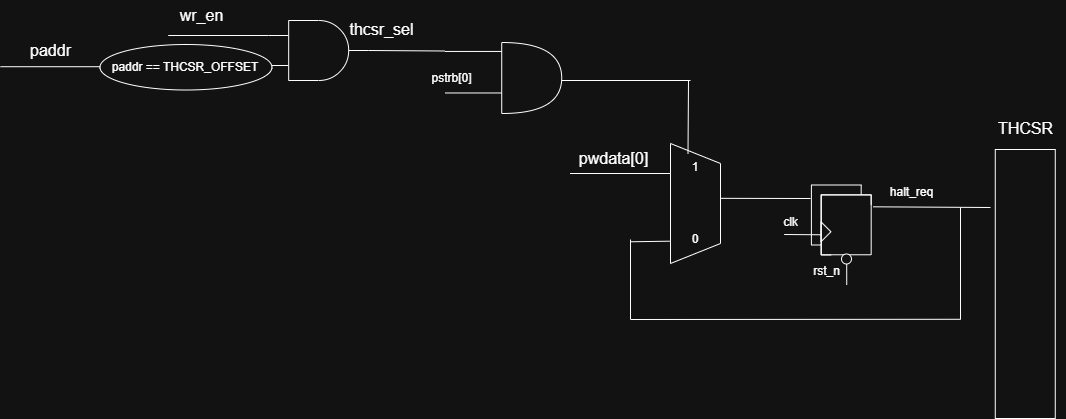 wr_en
thcsr_sel
paddr
paddr == THCSR_OFFSET
pstrb[0]
THCSR
pwdata[0]
1
halt_req
clk
0
rst_n